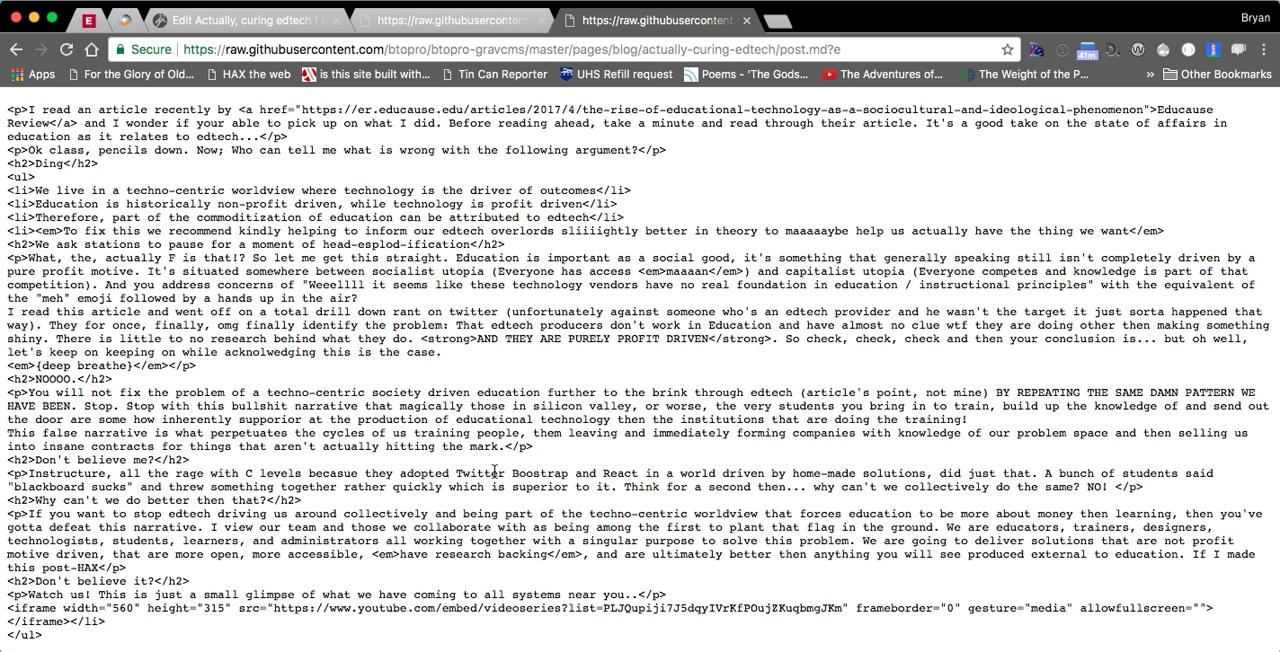 E
Edit Actually, curing edtech | b
https://raw.githubusercontent
https://raw.githubusercontent.
Bryan
Secure
https://raw.githubusercontent.com/btopro/btopro-gravcms/master/pages/blog/actually-curing-edtech/post.md?e
41m
Apps
For the Glory of Old...
HAX the web
is this site built with...
Tin Can Reporter
UHS Refill request
Poems - 'The Gods...
The Adventures of...
The Weight of the P...
»
Other Bookmarks
<p>I read an article recently by <a href="https://er.educause.edu/articles/2017/4/the-rise-of-educational-technology-as-a-sociocultural-and-ideological-phenomenon">Educause
Review</a> and I wonder if your able to pick up on what I did. Before reading ahead, take a minute and read through their article. It's a good take on the state of affairs in
education as it relates to edtech...</p>
<p>Ok class, pencils down. Now; Who can tell me what is wrong with the following argument?</p>
<h2>Ding</h2>
<ul>
<li>We live in a techno-centric worldview where technology is the driver of outcomes</li>
<li>Education is historically non-profit driven, while technology is profit driven</li>
<li>Therefore, part of the commoditization of education can be attributed to edtech</li>
<li><em>To fix this we recommend kindly helping to inform our edtech overlords sliiiightly better in theory to maaaaaybe help us actually have the thing we want</em>
<h2>We ask stations to pause for a moment of head-esplod-ification</h2>
<p>What, the, actually F is that!? So let me get this straight. Education is important as a social good, it's something that generally speaking still isn't completely driven by a
pure profit motive. It's situated somewhere between socialist utopia (Everyone has access <em>maaaan</em>) and capitalist utopia (Everyone competes and knowledge is part of that
competition). And you address concerns of "Weeellll it seems like these technology vendors have no real foundation in education / instructional principles" with the equivalent of
the "meh" emoji followed by a hands up in the air?
I read this article and went off on a total drill down rant on twitter (unfortunately against someone who's an edtech provider and he wasn't the target it just sorta happened that
way). They for once, finally, omg finally identify the problem: That edtech producers don't work in Education and have almost no clue wtf they are doing other then making something
shiny. There is little to no research behind what they do. <strong>AND THEY ARE PURELY PROFIT DRIVEN</strong>. So check, check, check and then your conclusion is... but oh well,
let's keep on keeping on while acknolwedging this is the case.
<em>{deep breathe}</em></p>
<h2>NOOOO.</h2>
<p>You will not fix the problem of a techno-centric society driven education further to the brink through edtech (article's point, not mine) BY REPEATING THE SAME DAMN PATTERN WE
HAVE BEEN. Stop. Stop with this bullshit narrative that magically those in silicon valley, or worse, the very students you bring in to train, build up the knowledge of and send out
the door are some how inherently supporior at the production of educational technology then the institutions that are doing the training!
This false narrative is what perpetuates the cycles of us training people, them leaving and immediately forming companies with knowledge of our problem space and then selling us
into insane contracts for things that aren't actually hitting the mark.</p>
<h2>Don't believe me?</h2>
<p>Instructure, all the rage with C levels becasue they adopted Twitter Boostrap and React in a world driven by home-made solutions, did just that. A bunch of students said
"blackboard sucks" and threw something together rather quickly which is superior to it. Think for a second then... why can't we collectively do the same? NO! </p>
<h2>Why can't we do better then that?</h2>
<p>If you want to stop edtech driving us around collectively and being part of the techno-centric worldview that forces education to be more about money then learning, then you've
gotta defeat this narrative. I view our team and those we collaborate with as being among the first to plant that flag in the ground. We are educators, trainers, designers,
technologists, students, learners, and administrators all working together with a singular purpose to solve this problem. We are going to deliver solutions that are not profit
motive driven, that are more open, more accessible, <em>have research backing</em>, and are ultimately better then anything you will see produced external to education. If I made
this post-HAX</p>
<h2>Don't believe it?</h2>
<p>Watch us! This is just a small glimpse of what we have coming to all systems near you..</p>
<iframe width="560" height="315" src="https://www.youtube.com/embed/videoseries?list=PLJQupiji7J5dqyIVrKfPOujZKuqbmgJKm" frameborder="0" gesture="media" allowfullscreen="">
</iframe></li>
</ul>